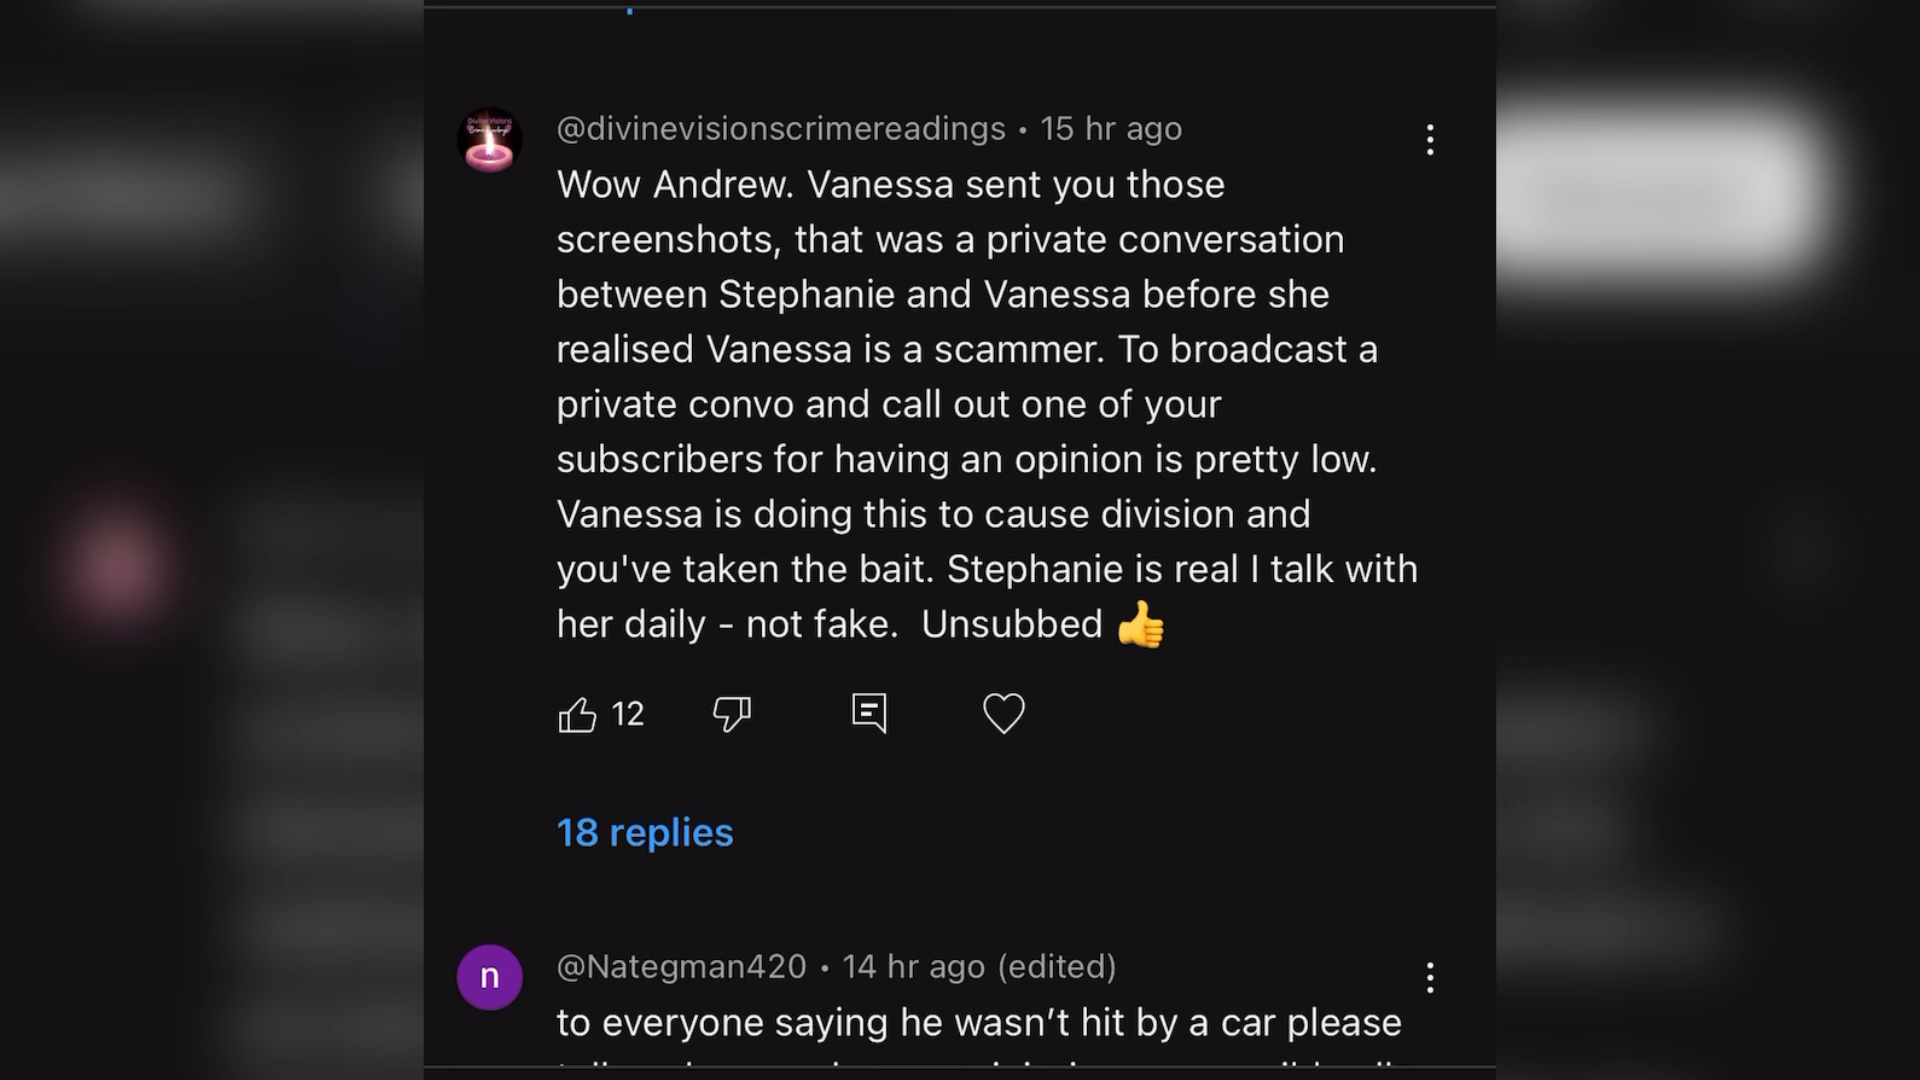 @divinevisionscrimereadings • 15 hr ago
Wow Andrew. Vanessa sent you those
screenshots, that was a private conversation
between Stephanie and Vanessa before she
realised Vanessa is a scammer. To broadcast a
private convo and call out one of your
subscribers for having an opinion is pretty low.
Vanessa is doing this to cause division and
you've taken the bait. Stephanie is real I talk with
her daily - not fake.  Unsubbed 👍
12
18 replies
n
@Nategman420 • 14 hr ago (edited)
to everyone saying he wasn’t hit by a car please